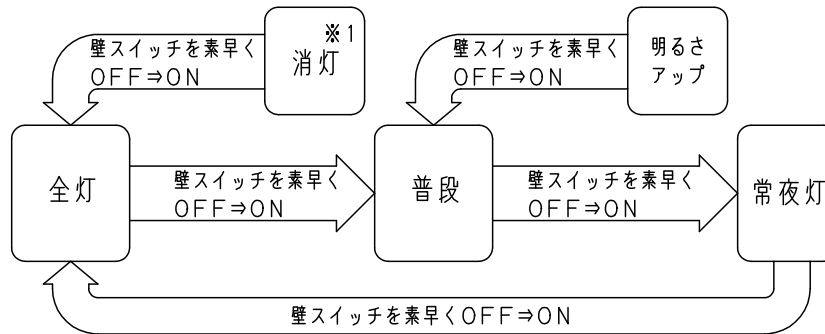 ※1
壁スイッチを素早く
OFF⇒ON
消灯
壁スイッチを素早く
OFF⇒ON
明るさ
アップ
全灯
壁スイッチを素早く
OFF⇒ON
普段
壁スイッチを素早く
OFF⇒ON
常夜灯
壁スイッチを素早くOFF⇒ON